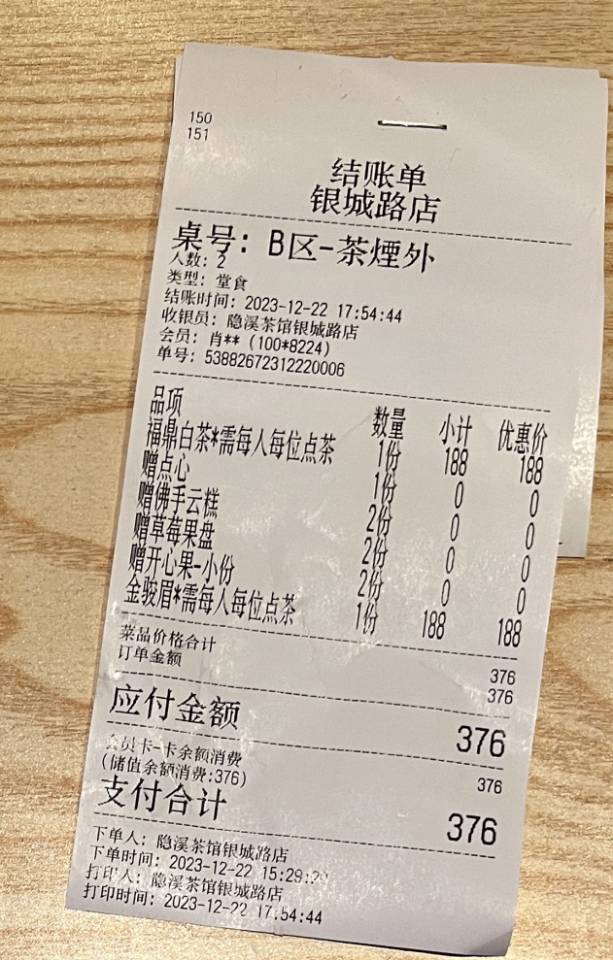 150
151
结账单
银城路店
桌号: B区-茶煙外
人数: 2
类型: 堂食
结账时间: 2023-12-22 17:54:44
收银员: 隐溪茶馆银城路店
会员: 肖** (100*8224)
单号: 53882672312220006
品项 数量 小计 优惠价
福鼎白茶*需每人每位点茶 1份 188 188
赠点心 1份 0 0
赠佛手云糕 2份 0 0
赠草莓果盘 2份 0 0
赠开心果-小份 2份 0 0
金骏眉*需每人每位点茶 1份 188 188
菜品价格合计 376
订单金额 376
应付金额 376
会员卡-卡余额消费 376
(储值余额消费:376)
支付合计 376
下单人: 隐溪茶馆银城路店
下单时间: 2023-12-22 15:29:
打印人: 隐溪茶馆银城路店
打印时间: 2023-12-22 17:54:44